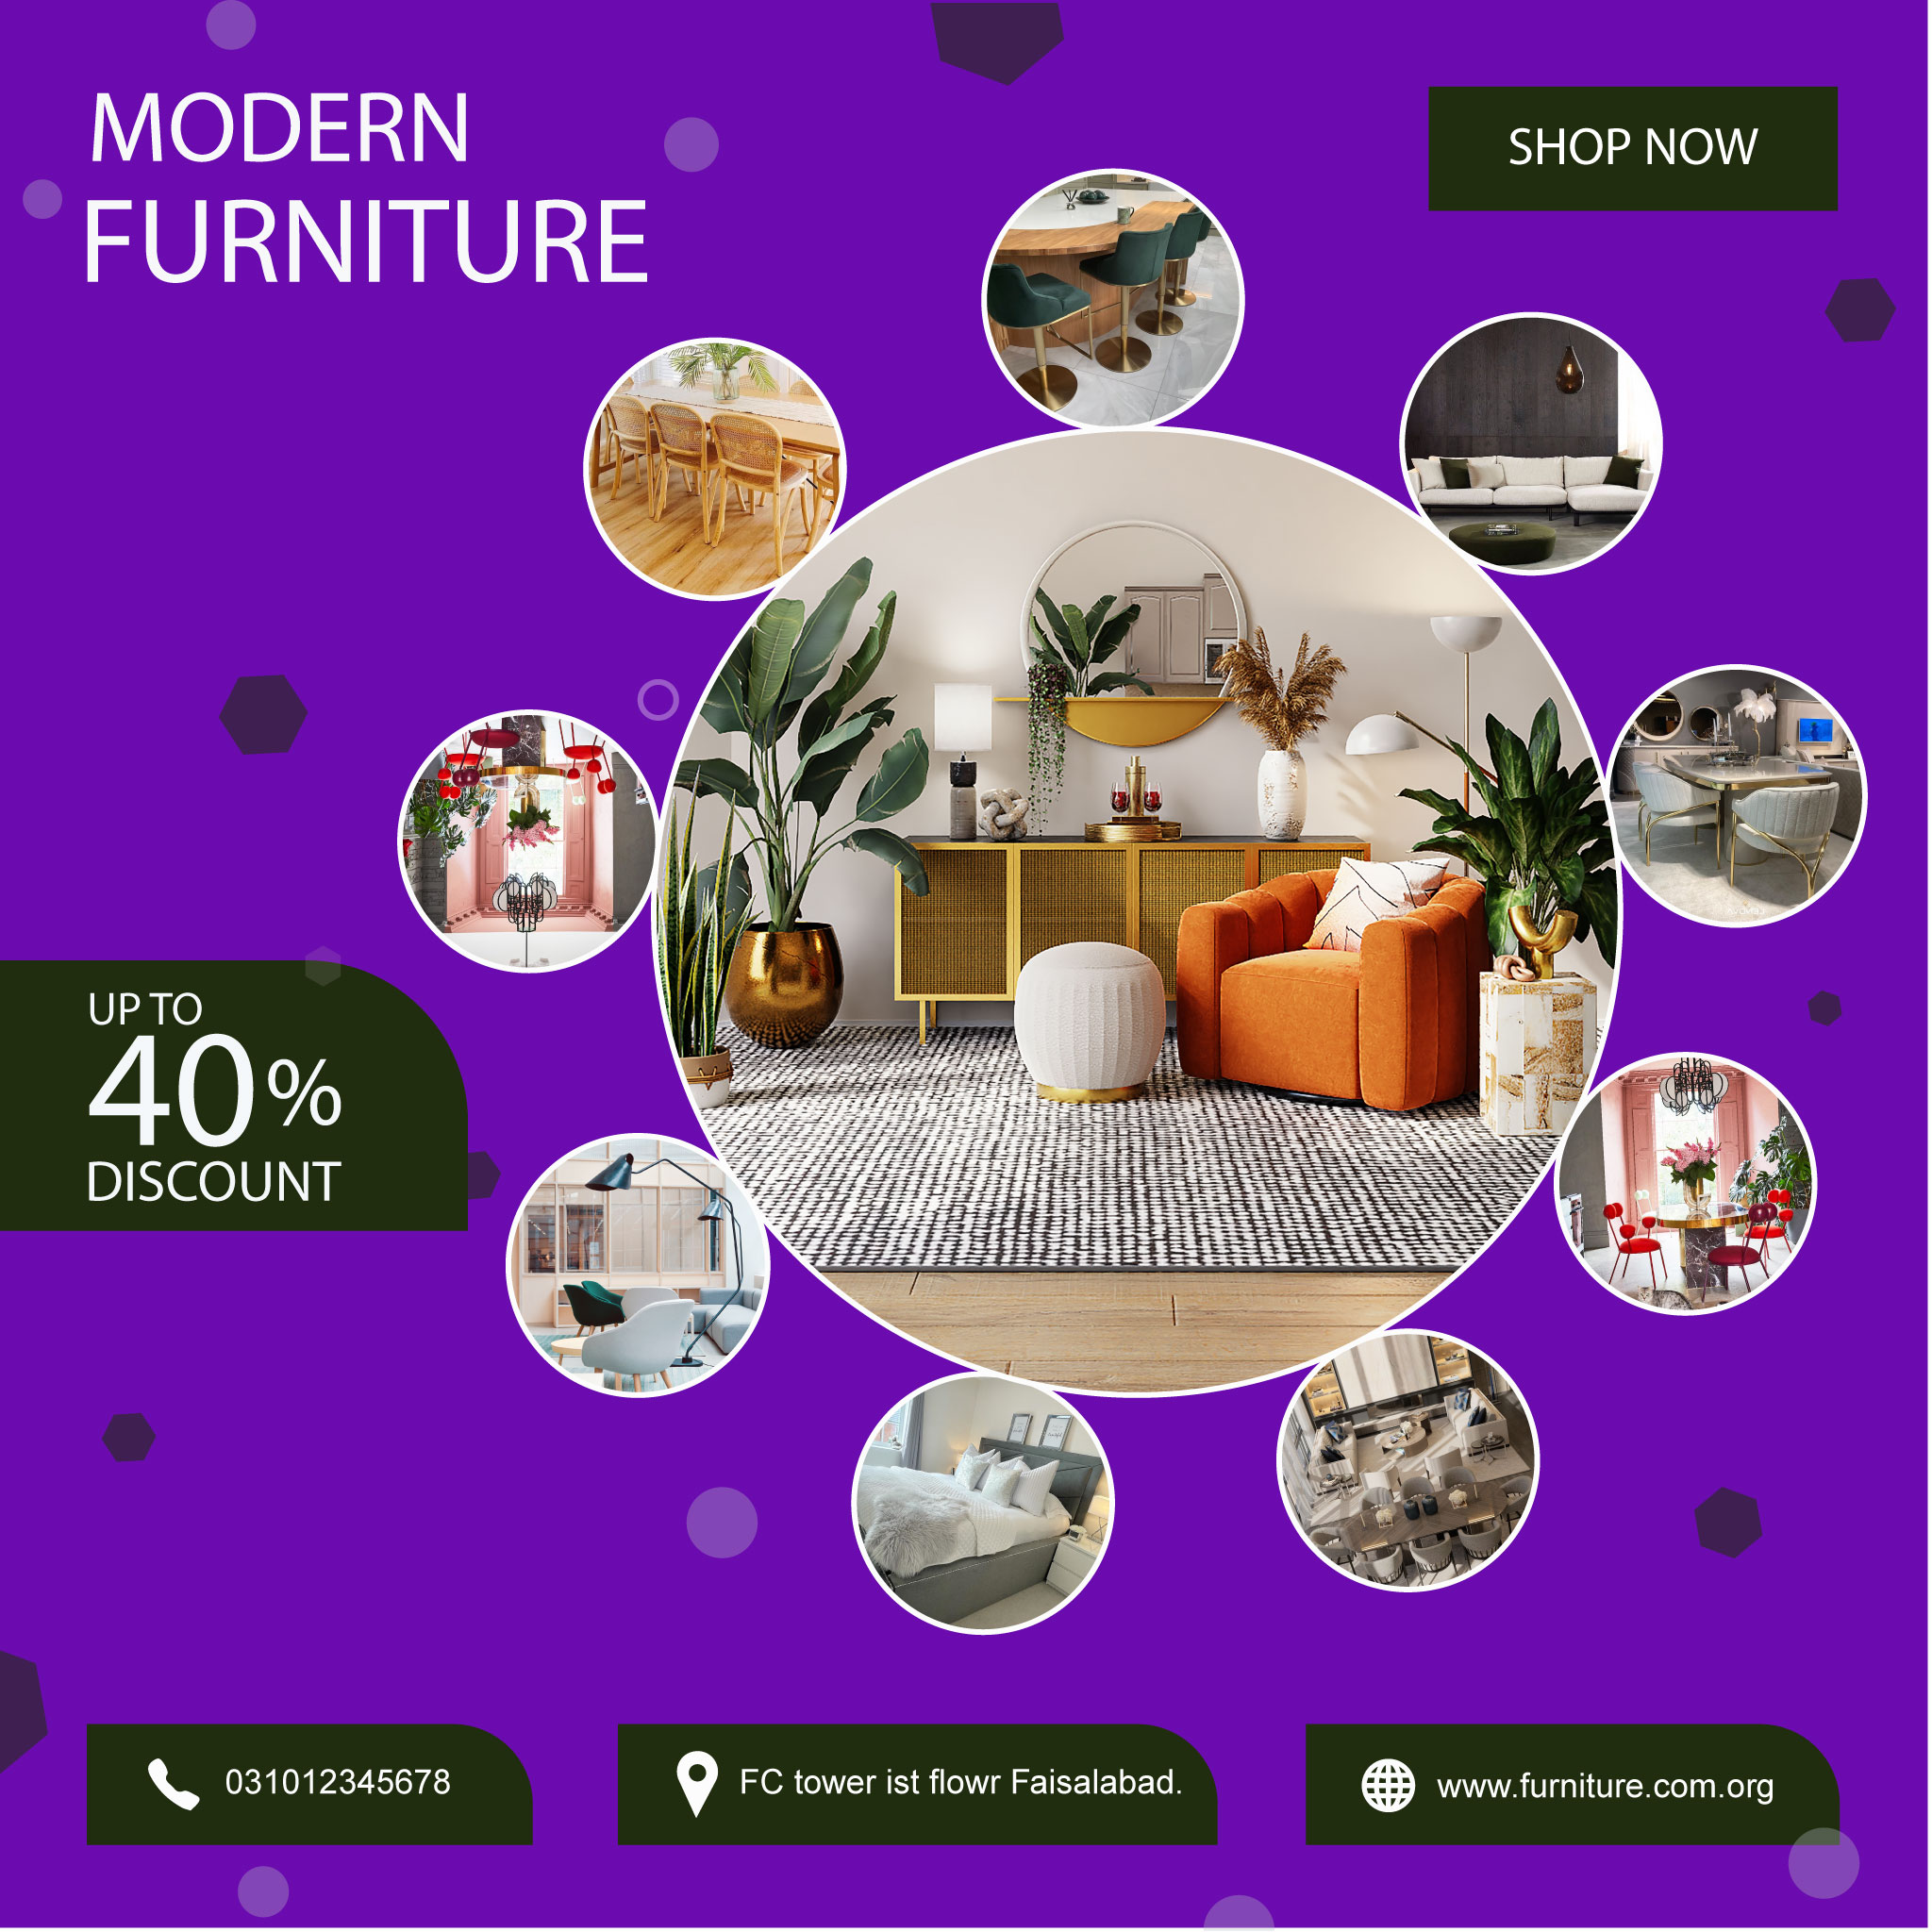 MODERN
FURNITURE
SHOP NOW
UP TO
40%
DISCOUNT
031012345678
FC tower ist flowr Faisalabad.
www.furniture.com.org